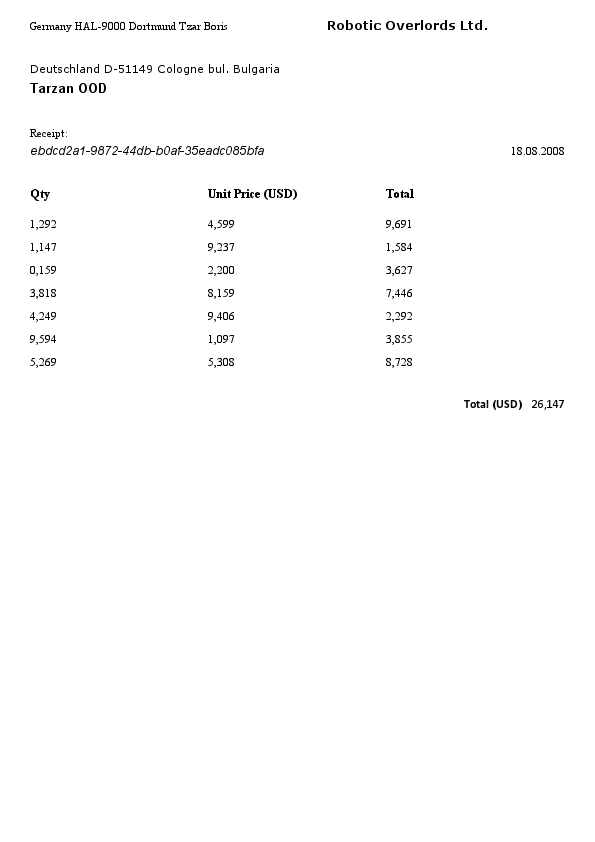 Germany HAL-9000 Dortmund Tzar Boris Robotic Overlords Ltd.
Deutschland D-51149 Cologne bul. Bulgaria
Tarzan OOD
Receipt:
ebdcd2a1-9872-44db-b0af-35eadc085bfa 18.08.2008
Qty Unit Price (USD) Total
1,292 4,599 9,691
1,147 9,237 1,584
0,159 2,200 3,627
3,818 8,159 7,446
4,249 9,406 2,292
9,594 1,097 3,855
5,269 5,308 8,728
Total (USD) 26,147